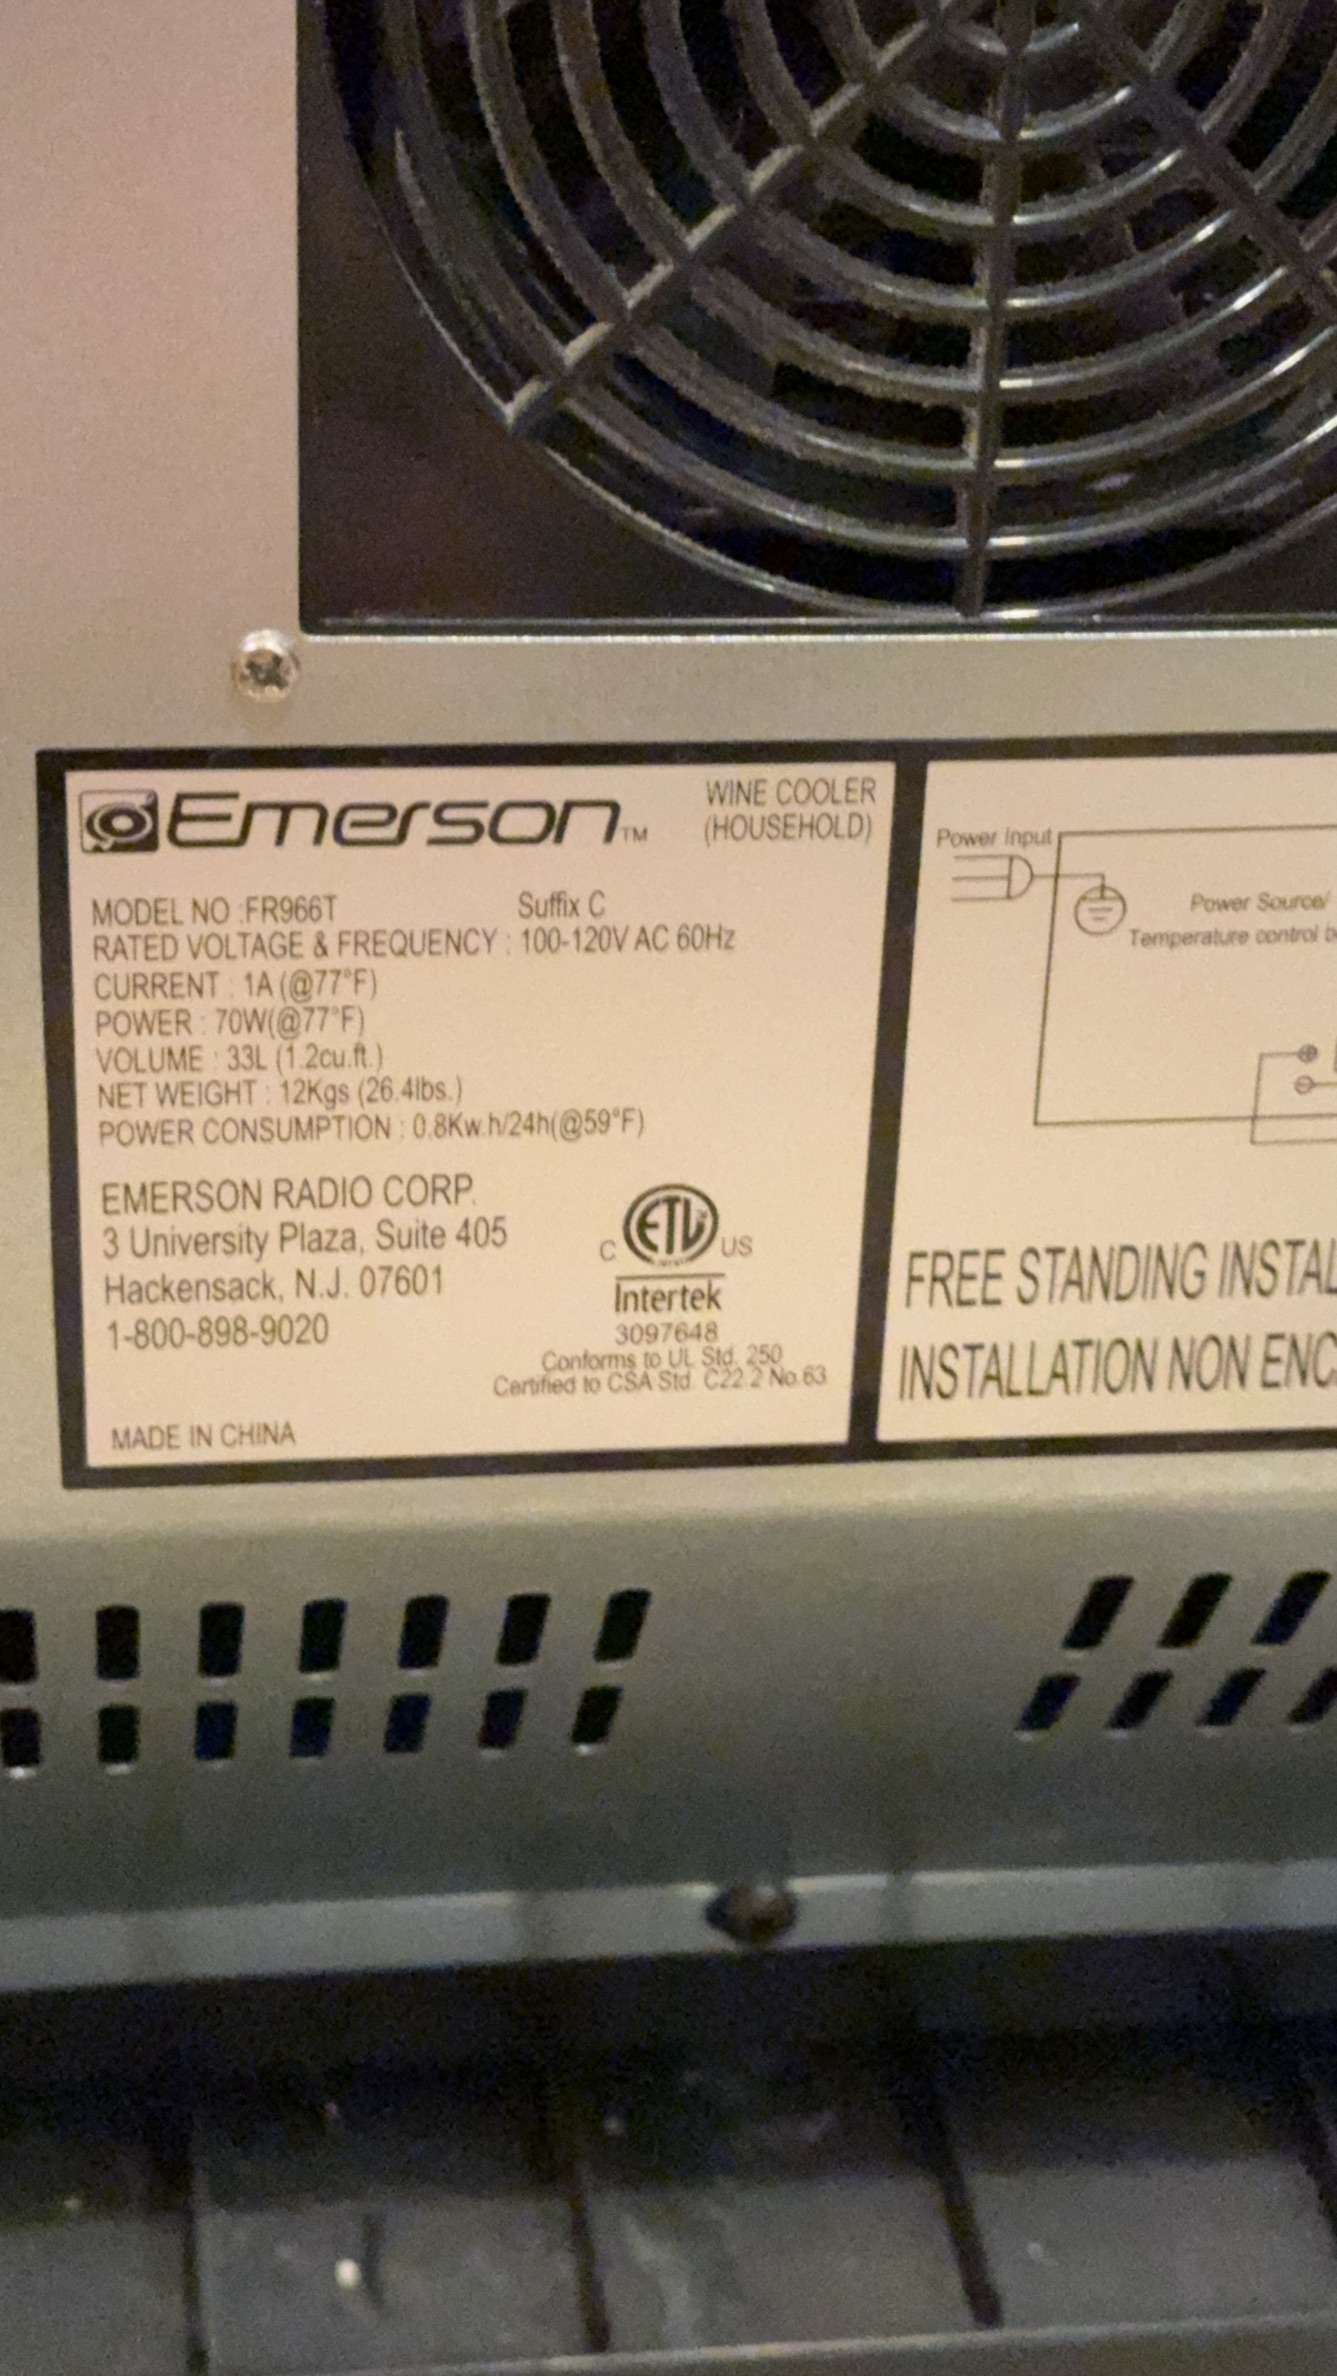 Emerson™
WINE COOLER
(HOUSEHOLD)
MODEL NO :FR966T Suffix C
RATED VOLTAGE & FREQUENCY : 100-120V AC 60Hz
CURRENT : 1A (@77°F)
POWER : 70W(@77°F)
VOLUME : 33L (1.2cu.ft.)
NET WEIGHT : 12Kgs (26.4lbs.)
POWER CONSUMPTION : 0.8Kw.h/24h(@59°F)
EMERSON RADIO CORP.
3 University Plaza, Suite 405
Hackensack, N.J. 07601
1-800-898-9020
C ETL US
Intertek
3097648
Conforms to UL Std. 250
Certified to CSA Std. C22.2 No.63
MADE IN CHINA
Power Input
Power Source/
Temperature control
FREE STANDING INSTAL
INSTALLATION NON ENC